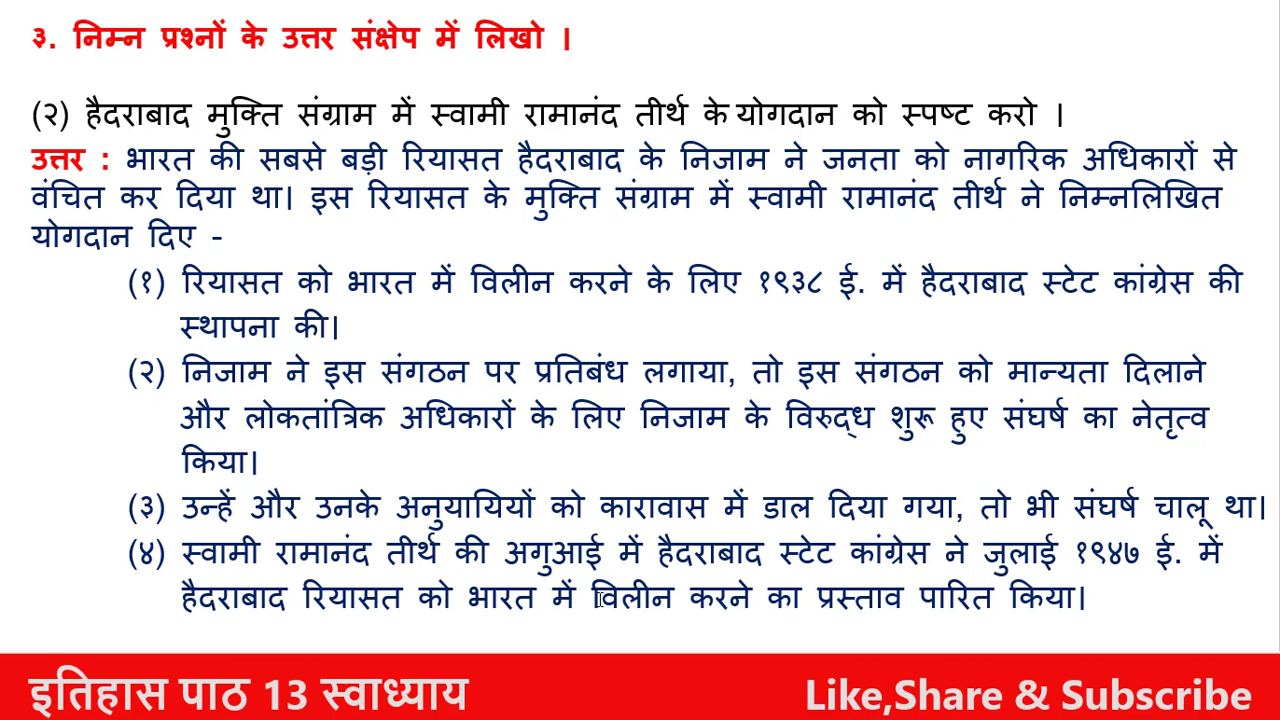 ३. निम्न प्रश्नों के उत्तर संक्षेप में लिखो ।
(२) हैदराबाद मुक्ति संग्राम में स्वामी रामानंद तीर्थ के योगदान को स्पष्ट करो ।
उत्तर : भारत की सबसे बड़ी रियासत हैदराबाद के निजाम ने जनता को नागरिक अधिकारों से
वंचित कर दिया था। इस रियासत के मुक्ति संग्राम में स्वामी रामानंद तीर्थ ने निम्नलिखित
योगदान दिए -
(१) रियासत को भारत में विलीन करने के लिए १९३८ ई. में हैदराबाद स्टेट कांग्रेस की
स्थापना की।
(२) निजाम ने इस संगठन पर प्रतिबंध लगाया, तो इस संगठन को मान्यता दिलाने
और लोकतांत्रिक अधिकारों के लिए निजाम के विरुद्ध शुरू हुए संघर्ष का नेतृत्व
किया।
(३) उन्हें और उनके अनुयायियों को कारावास में डाल दिया गया, तो भी संघर्ष चालू था।
(४) स्वामी रामानंद तीर्थ की अगुआई में हैदराबाद स्टेट कांग्रेस ने जुलाई १९४७ ई. में
हैदराबाद रियासत को भारत में विलीन करने का प्रस्ताव पारित किया।
इतिहास पाठ 13 स्वाध्याय
Like,Share & Subscribe